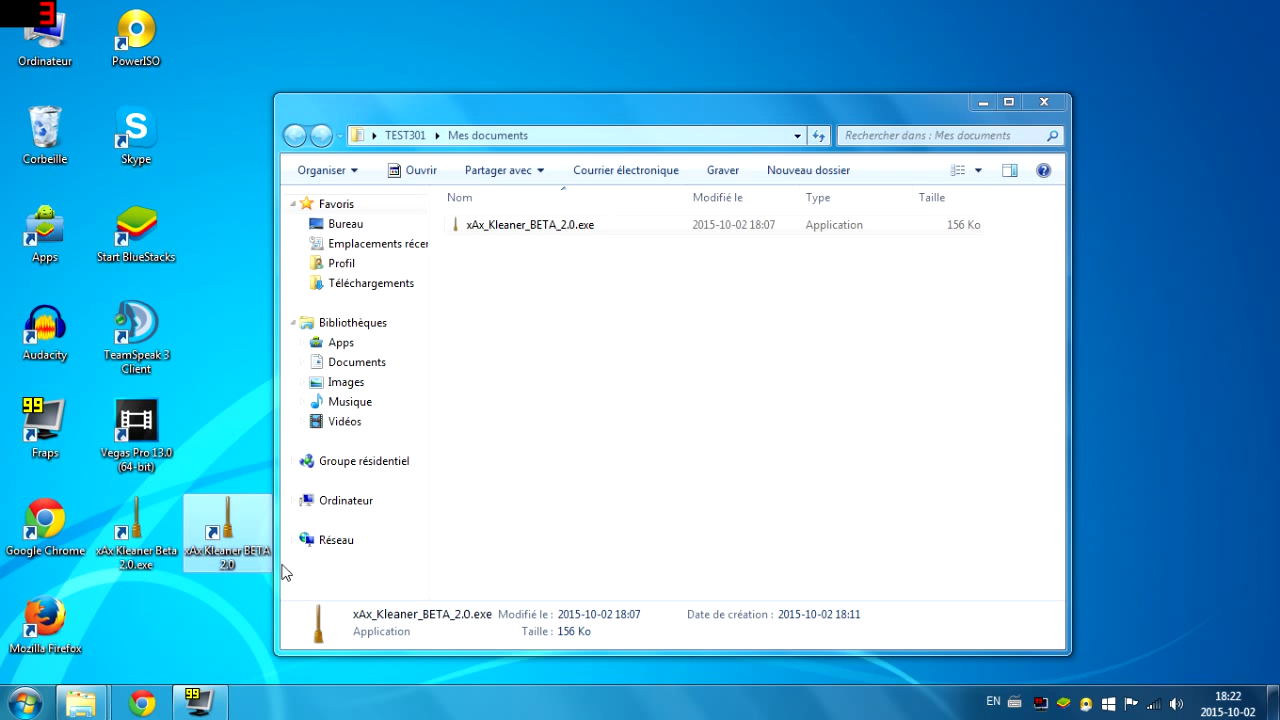 3
Ordinateur
PowerISO
Corbeille
Skype
Apps
Start BlueStacks
Audacity
TeamSpeak 3
Client
99
Fraps
Vegas Pro 13.0
(64-bit)
Google Chrome
xAx Kleaner Beta
2.0.exe
xAx Kleaner BETA
2.0
Mozilla Firefox
TEST301
Mes documents
Rechercher dans : Mes documents
Organiser
Ouvrir
Partager avec
Courrier électronique
Graver
Nouveau dossier
Nom
Modifié le
Type
Taille
xAx_Kleaner_BETA_2.0.exe
2015-10-02 18:07
Application
156 Ko
Favoris
Bureau
Emplacements récer
Profil
Téléchargements
Bibliothèques
Apps
Documents
Images
Musique
Vidéos
Groupe résidentiel
Ordinateur
Réseau
xAx_Kleaner_BETA_2.0.exe Modifié le : 2015-10-02 18:07 Date de création : 2015-10-02 18:11
Application Taille : 156 Ko
99
EN
18:22
2015-10-02